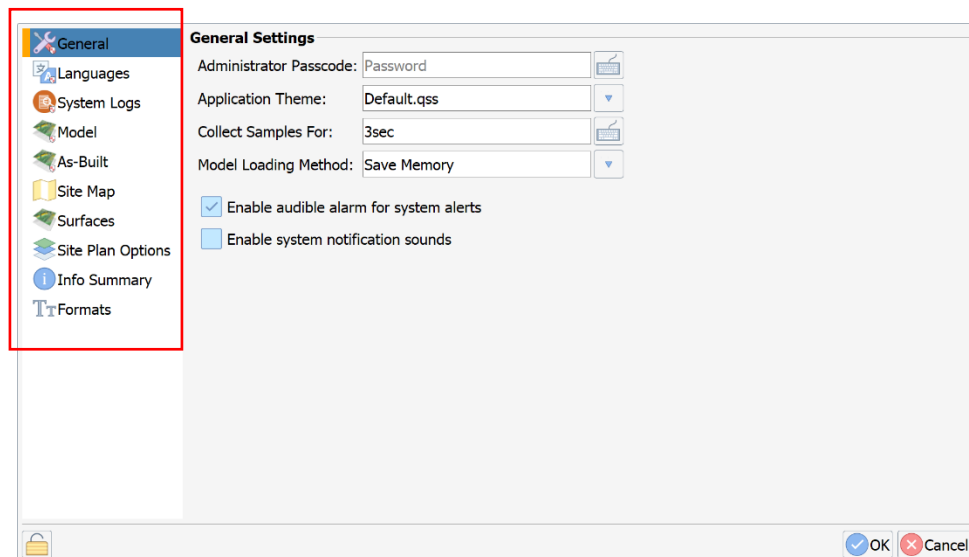 General
Languages
System Logs
Model
As-Built
Site Map
Surfaces
Site Plan Options
Info Summary
Formats
General Settings
Administrator Passcode: Password
Application Theme: Default.qss
Collect Samples For: 3sec
Model Loading Method: Save Memory
Enable audible alarm for system alerts
Enable system notification sounds
OK Cancel